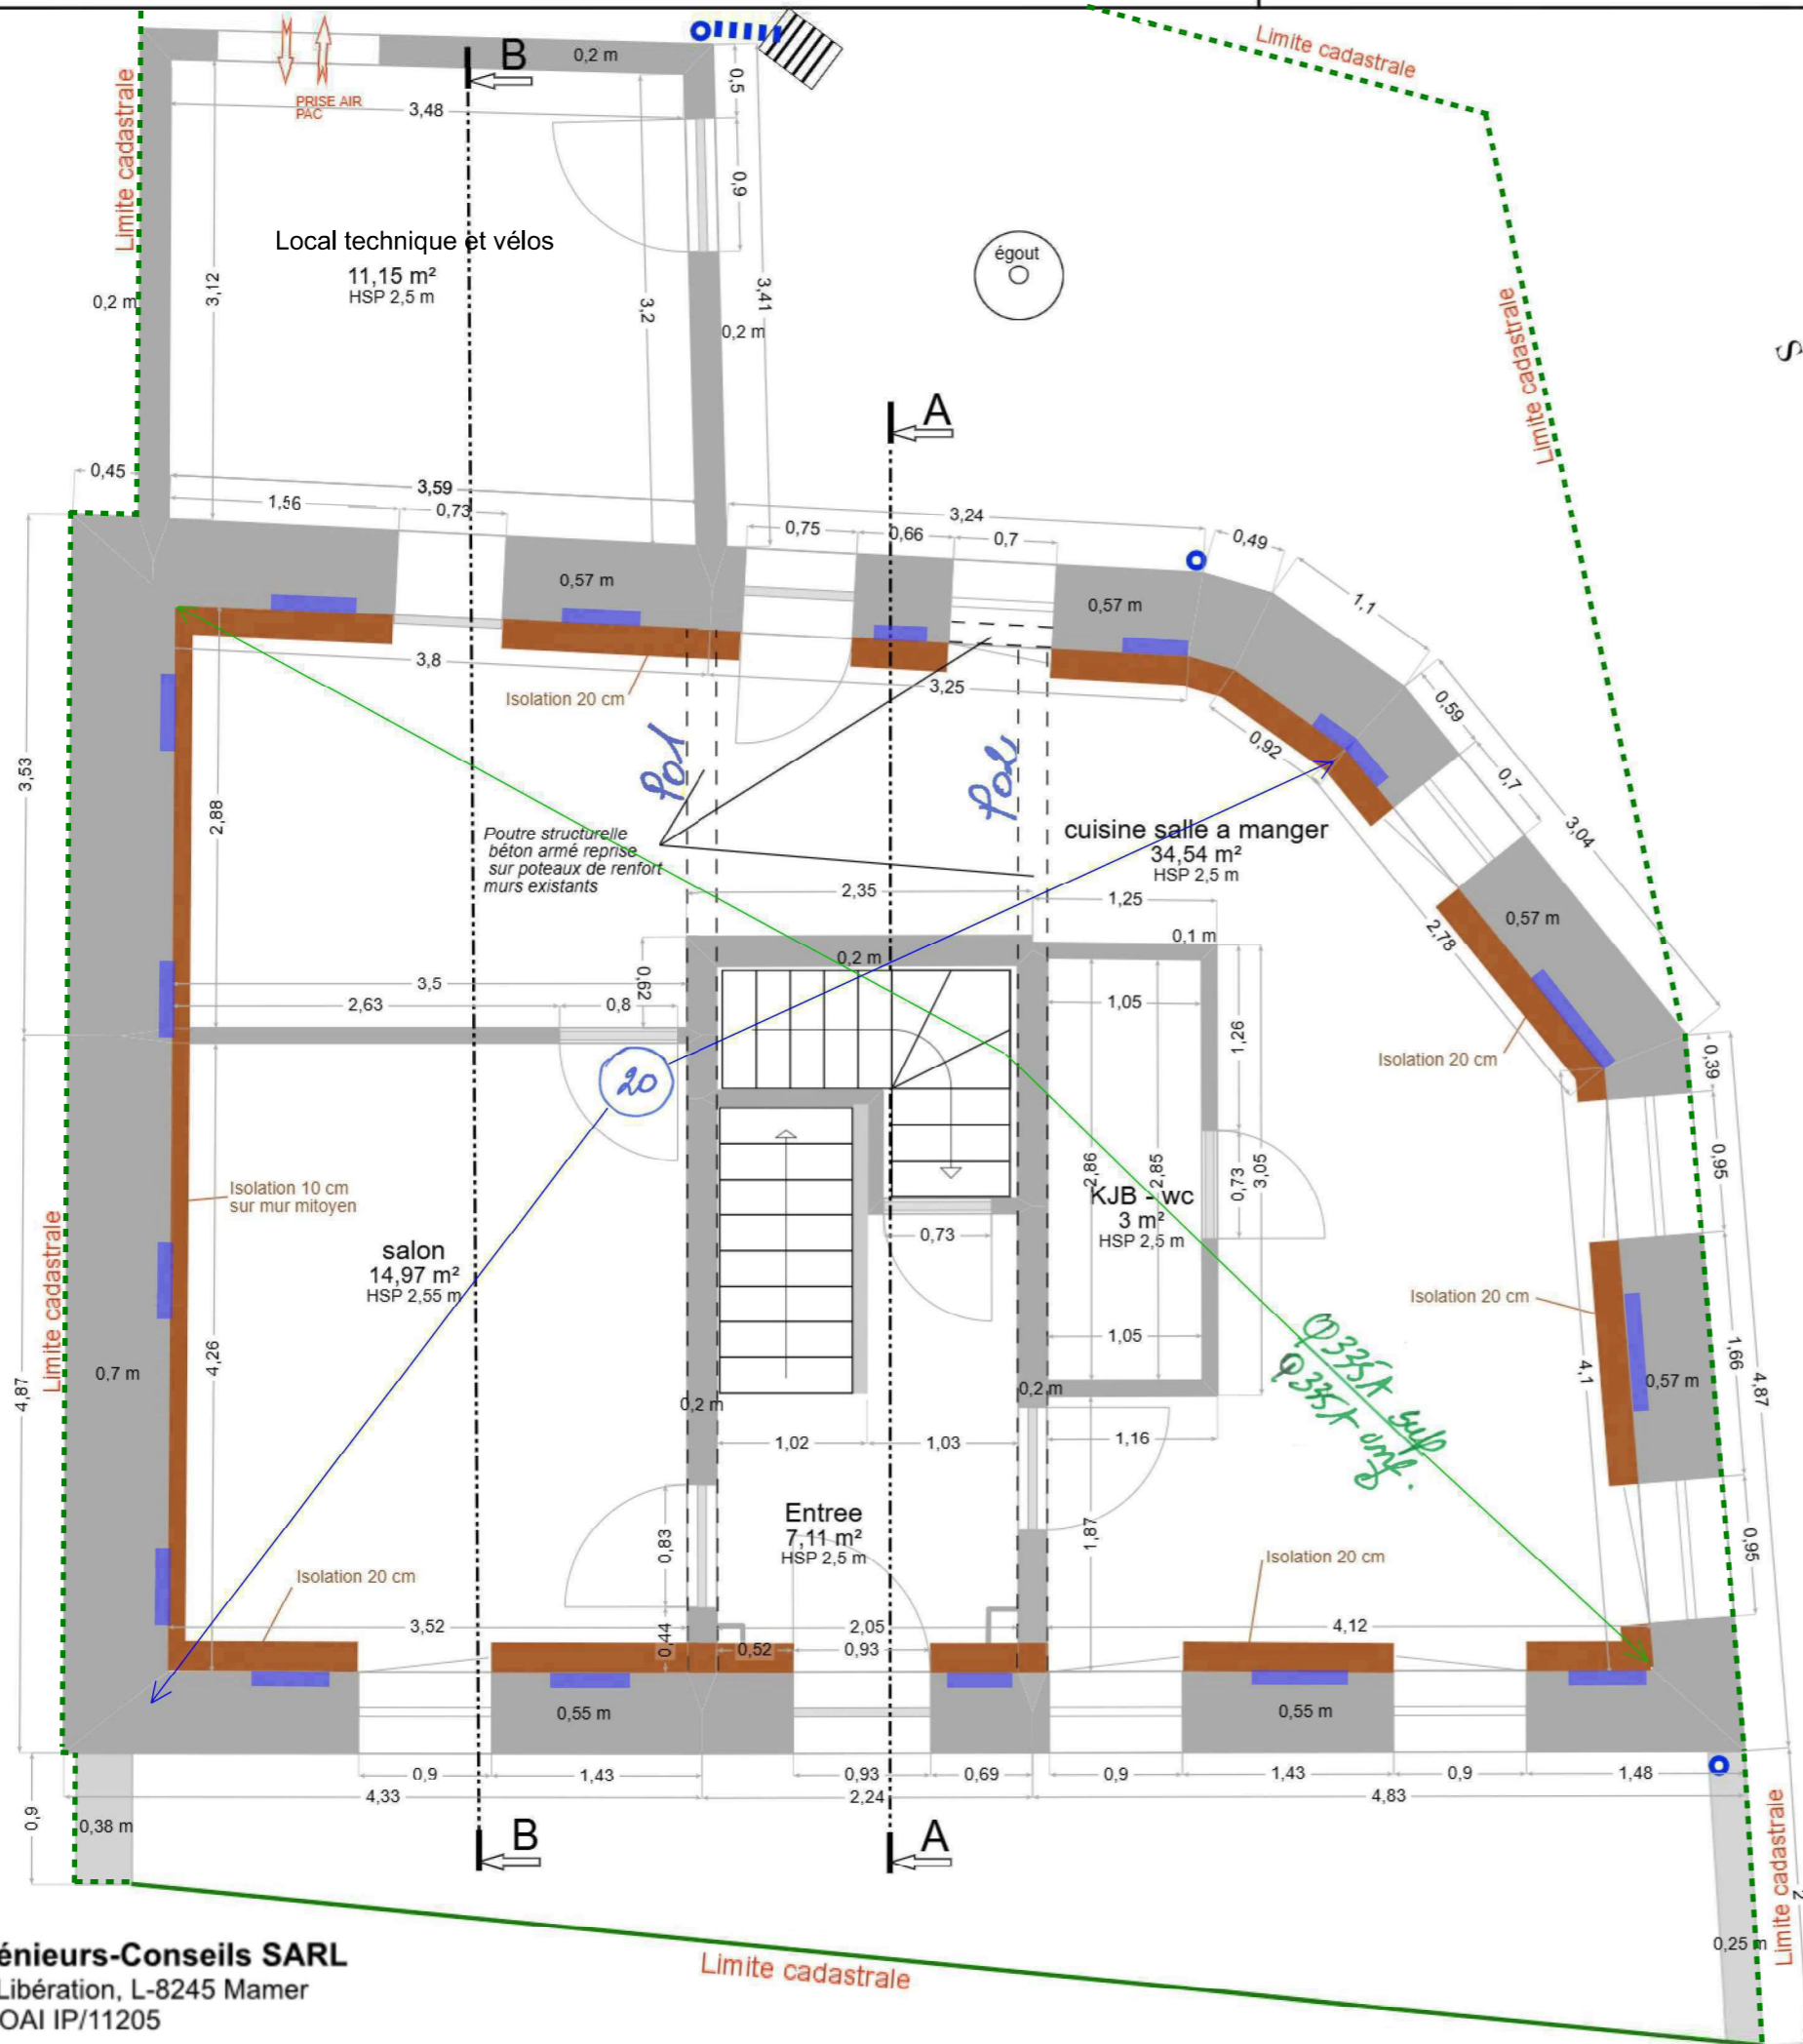 Limite cadastrale
B
0,2 m
PRISE AIR
PAC
3,48
0,5
0,9
Limite cadastrale
Local technique et vélos
11,15 m²
HSP 2,5 m
égout
0,2 m
3,12
3,2
3,41
0,2 m
Limite cadastrale
S
A
0,45
3,59
1,56
0,73
3,24
0,75
0,66
0,7
0,49
0,57 m
0,57 m
1,1
3,8
3,25
Isolation 20 cm
0,92
0,59
0,7
3,04
3,53
2,88
P01
P02
Poutre structurelle
béton armé reprise
sur poteaux de renfort
murs existants
cuisine salle a manger
34,54 m²
HSP 2,5 m
2,35
1,25
0,57 m
2,78
0,1 m
0,2 m
3,5
0,62
2,63
0,8
1,05
1,26
Isolation 20 cm
0,39
20
0,95
2,86
2,85
0,73
3,05
KJB - wc
3 m²
HSP 2,5 m
Isolation 10 cm
sur mur mitoyen
0,73
salon
14,97 m²
HSP 2,55 m
Isolation 20 cm
Limite cadastrale
Q335A sup
Q335A inf.
1,05
4,26
0,7 m
4,1
1,66
0,57 m
4,87
4,87
0,2 m
0,2 m
1,02
1,03
1,16
Entree
7,11 m²
HSP 2,5 m
0,83
1,87
0,95
Isolation 20 cm
Isolation 20 cm
3,52
0,44
2,05
0,52
0,93
4,12
0,55 m
0,55 m
0,9
1,43
0,93
0,69
0,9
1,43
0,9
1,48
4,33
2,24
4,83
0,9
0,38 m
B
A
Limite cadastrale
2
0,25 m
Limite cadastrale
énieurs-Conseils SARL
Libération, L-8245 Mamer
OAI IP/11205